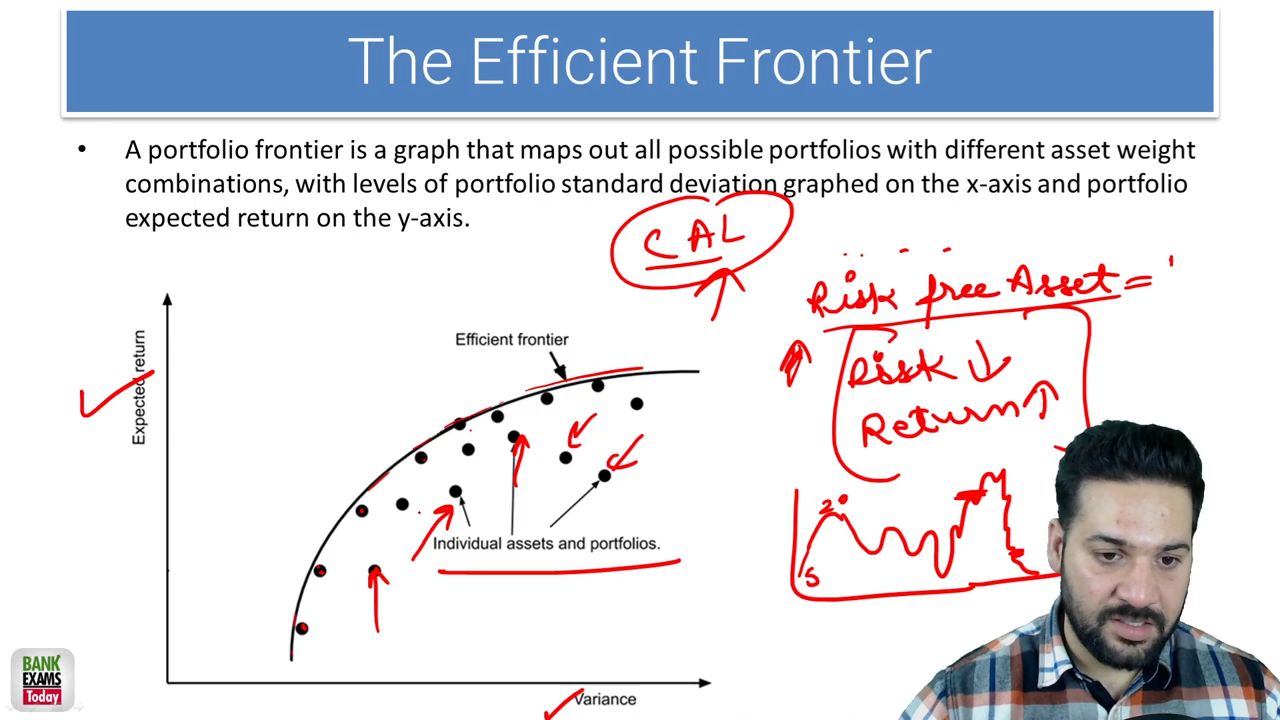 The Efficient Frontier
• A portfolio frontier is a graph that maps out all possible portfolios with different asset weight
combinations, with levels of portfolio standard deviation graphed on the x-axis and portfolio
expected return on the y-axis.
CAL
Risk free Asset =
Risk ↓
Return ↑
Efficient frontier
Expected return
Individual assets and portfolios.
20
5
Variance
BANK
EXAMS
Today